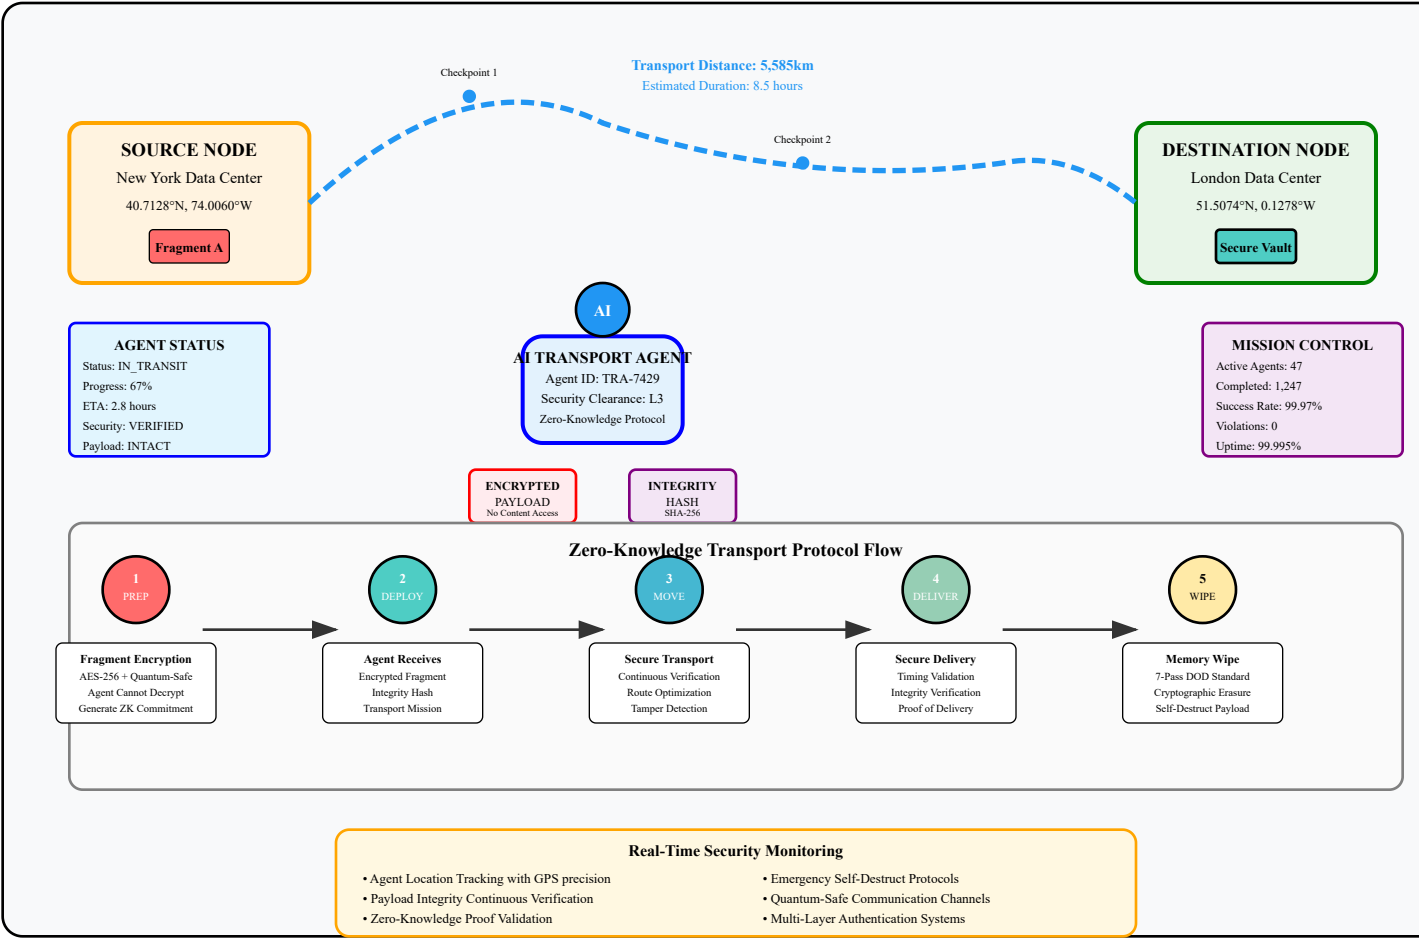 Transport Distance: 5,585km
Estimated Duration: 8.5 hours
Checkpoint 1
Checkpoint 2
SOURCE NODE
New York Data Center
40.7128°N, 74.0060°W
Fragment A
DESTINATION NODE
London Data Center
51.5074°N, 0.1278°W
Secure Vault
AGENT STATUS
Status: IN_TRANSIT
Progress: 67%
ETA: 2.8 hours
Security: VERIFIED
Payload: INTACT
AI
AI TRANSPORT AGENT
Agent ID: TRA-7429
Security Clearance: L3
Zero-Knowledge Protocol
MISSION CONTROL
Active Agents: 47
Completed: 1,247
Success Rate: 99.97%
Violations: 0
Uptime: 99.995%
ENCRYPTED
PAYLOAD
No Content Access
INTEGRITY
HASH
SHA-256
Zero-Knowledge Transport Protocol Flow
1
PREP
Fragment Encryption
AES-256 + Quantum-Safe
Agent Cannot Decrypt
Generate ZK Commitment
2
DEPLOY
Agent Receives
Encrypted Fragment
Integrity Hash
Transport Mission
3
MOVE
Secure Transport
Continuous Verification
Route Optimization
Tamper Detection
4
DELIVER
Secure Delivery
Timing Validation
Integrity Verification
Proof of Delivery
5
WIPE
Memory Wipe
7-Pass DOD Standard
Cryptographic Erasure
Self-Destruct Payload
Real-Time Security Monitoring
• Agent Location Tracking with GPS precision
• Payload Integrity Continuous Verification
• Zero-Knowledge Proof Validation
• Emergency Self-Destruct Protocols
• Quantum-Safe Communication Channels
• Multi-Layer Authentication Systems